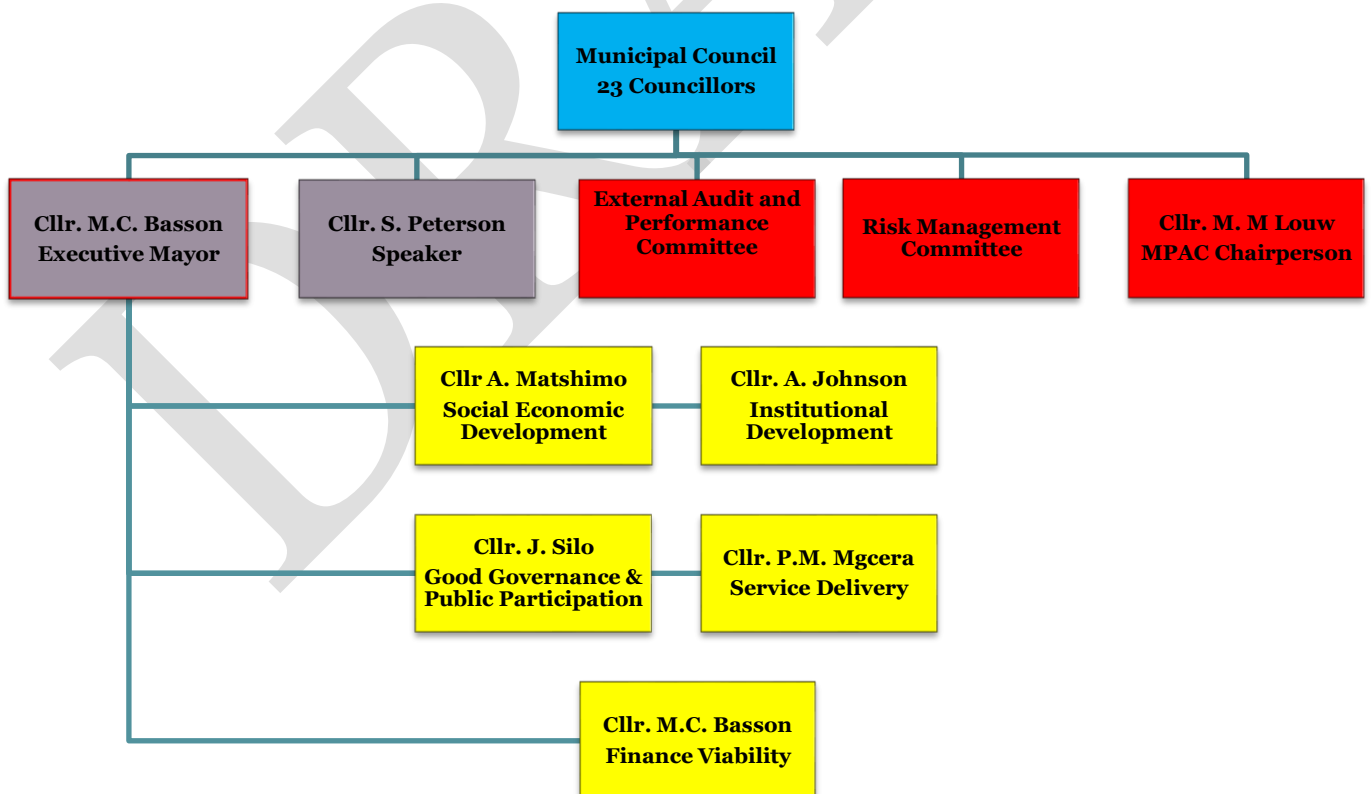 Municipal Council
23 Councillors
Cllr. M.C. Basson
Executive Mayor
Cllr. S. Peterson
Speaker
External Audit and
Performance
Committee
Risk Management
Committee
Cllr. M. M Louw
MPAC Chairperson
Cllr A. Matshimo
Social Economic
Development
Cllr. A. Johnson
Institutional
Development
Cllr. J. Silo
Good Governance &
Public Participation
Cllr. P.M. Mgcera
Service Delivery
Cllr. M.C. Basson
Finance Viability